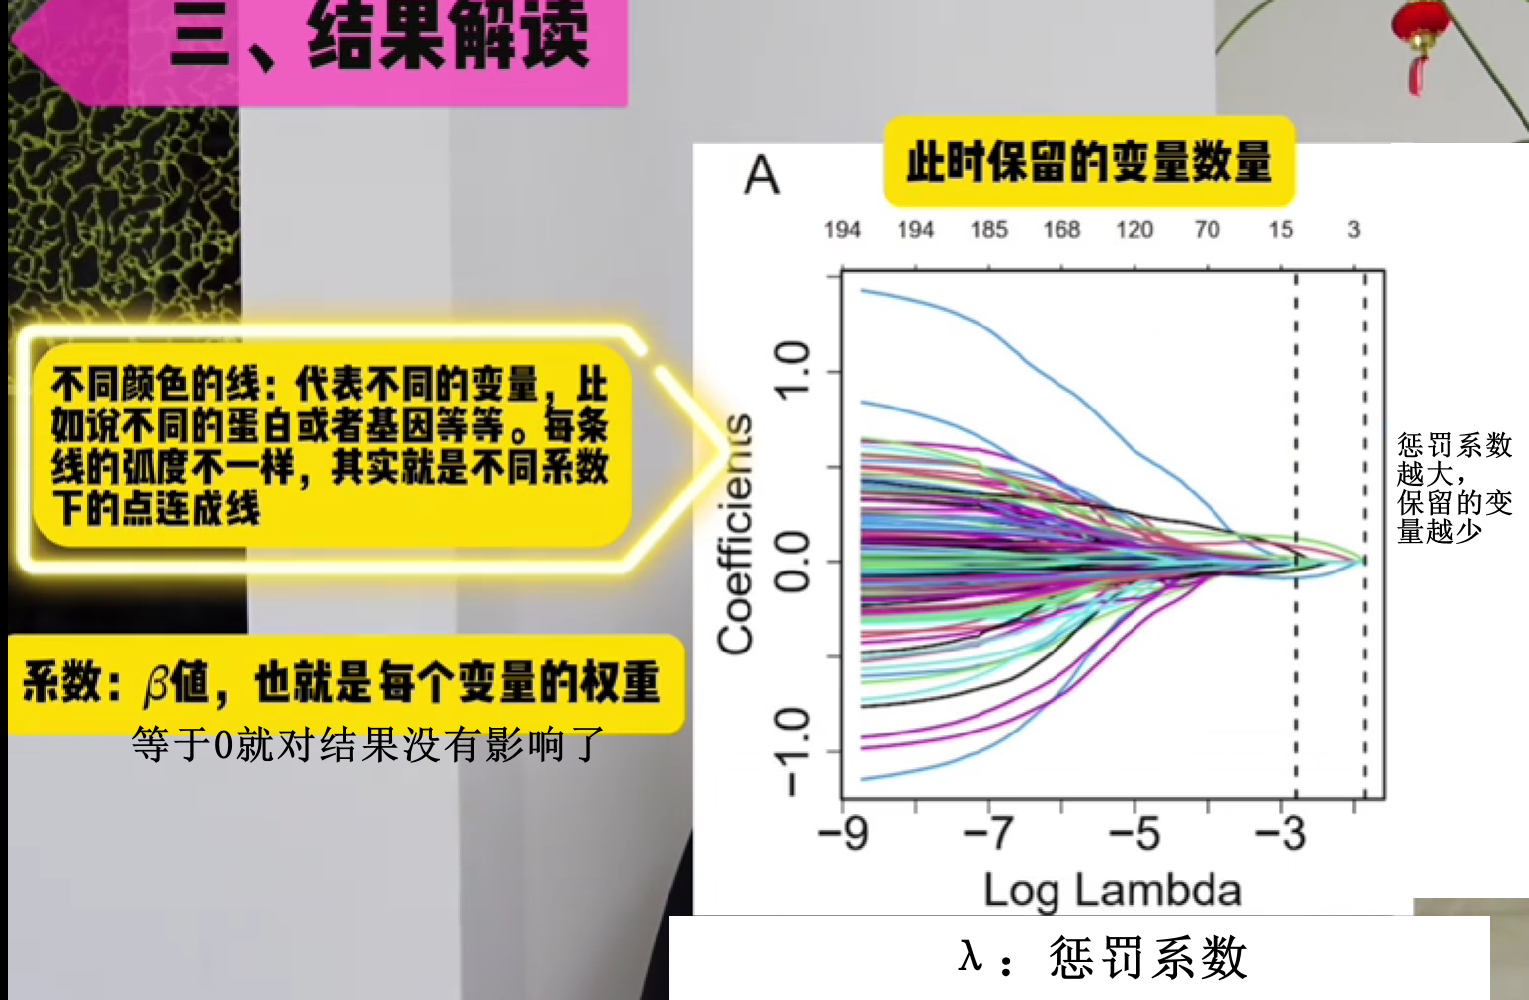 三、结果解读
此时保留的变量数量
A
194 194 185 168 120 70 15 3
不同颜色的线：代表不同的变量，比
如说不同的蛋白或者基因等等。每条
线的弧度不一样，其实就是不同系数
下的点连成线
Coefficients
1.0
0.0
−1.0
惩罚系数
越大，
保留的变
量越少
系数：β值，也就是每个变量的权重
等于0就对结果没有影响了
−9 −7 −5 −3
Log Lambda
λ：惩罚系数